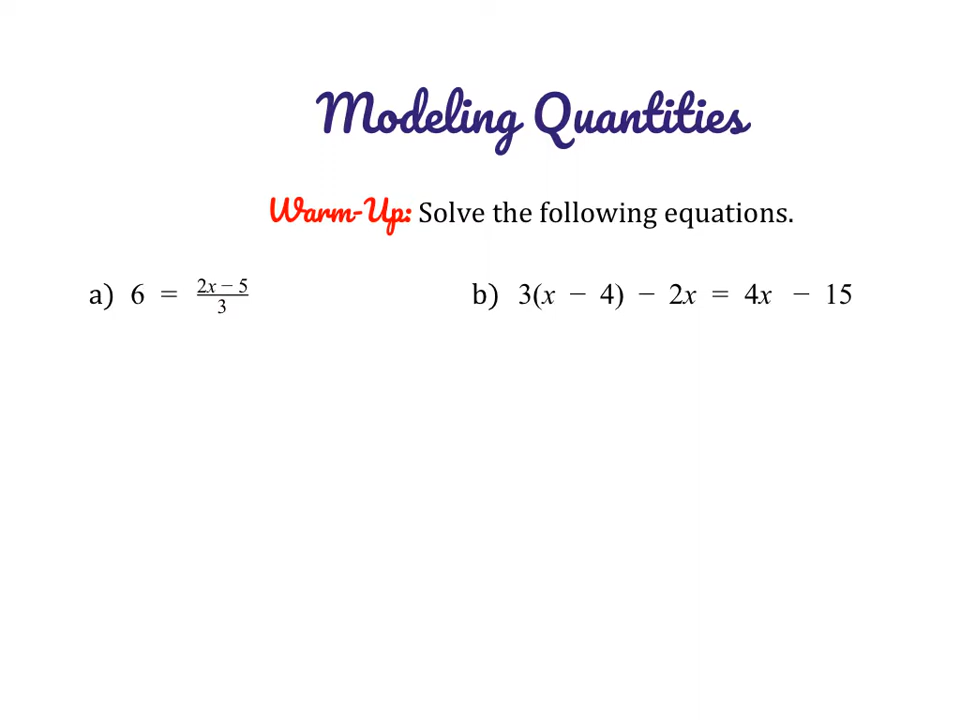 Modeling Quantities
Warm-Up: Solve the following equations.
a) 6 = (2x − 5)/3
b) 3(x − 4) − 2x = 4x − 15